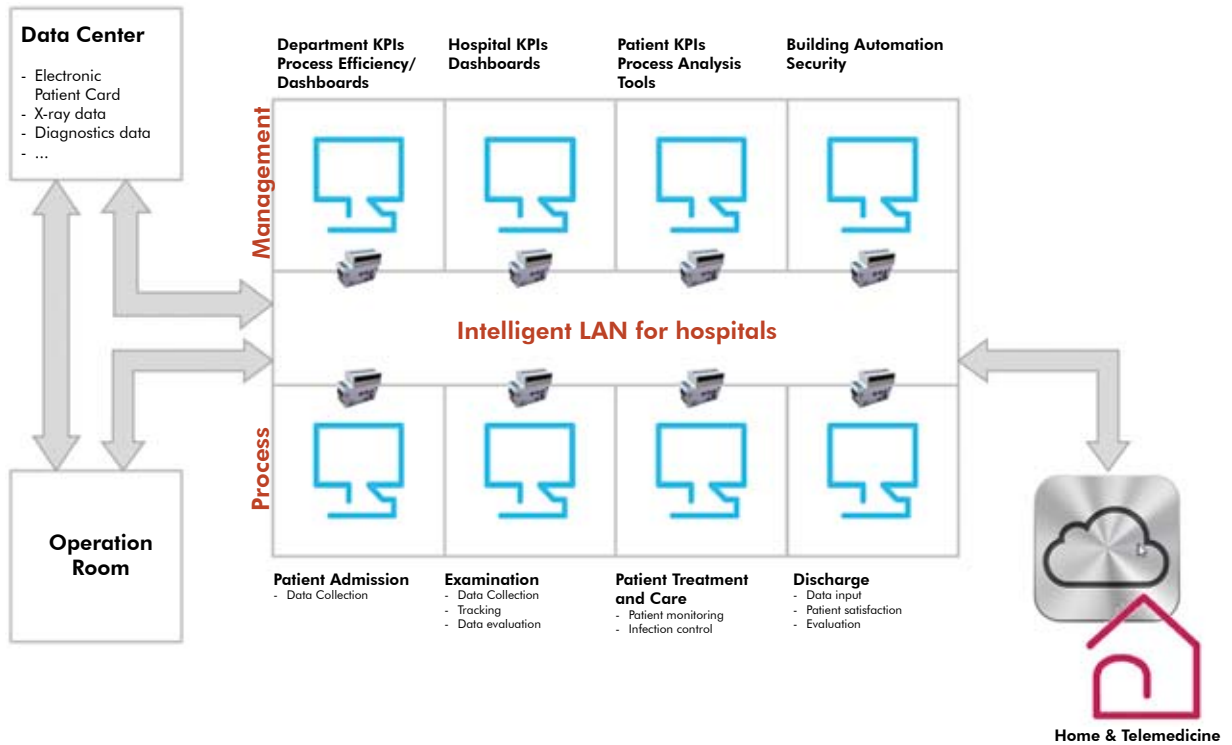 Data Center
- Electronic
Patient Card
- X-ray data
- Diagnostics data
- ...
Department KPIs
Process Efficiency/
Dashboards
Hospital KPIs
Dashboards
Patient KPIs
Process Analysis
Tools
Building Automation
Security
Management
Intelligent LAN for hospitals
Process
Operation
Room
Patient Admission
- Data Collection
Examination
- Data Collection
- Tracking
- Data evaluation
Patient Treatment
and Care
- Patient monitoring
- Infection control
Discharge
- Data input
- Patient satisfaction
- Evaluation
Home & Telemedicine